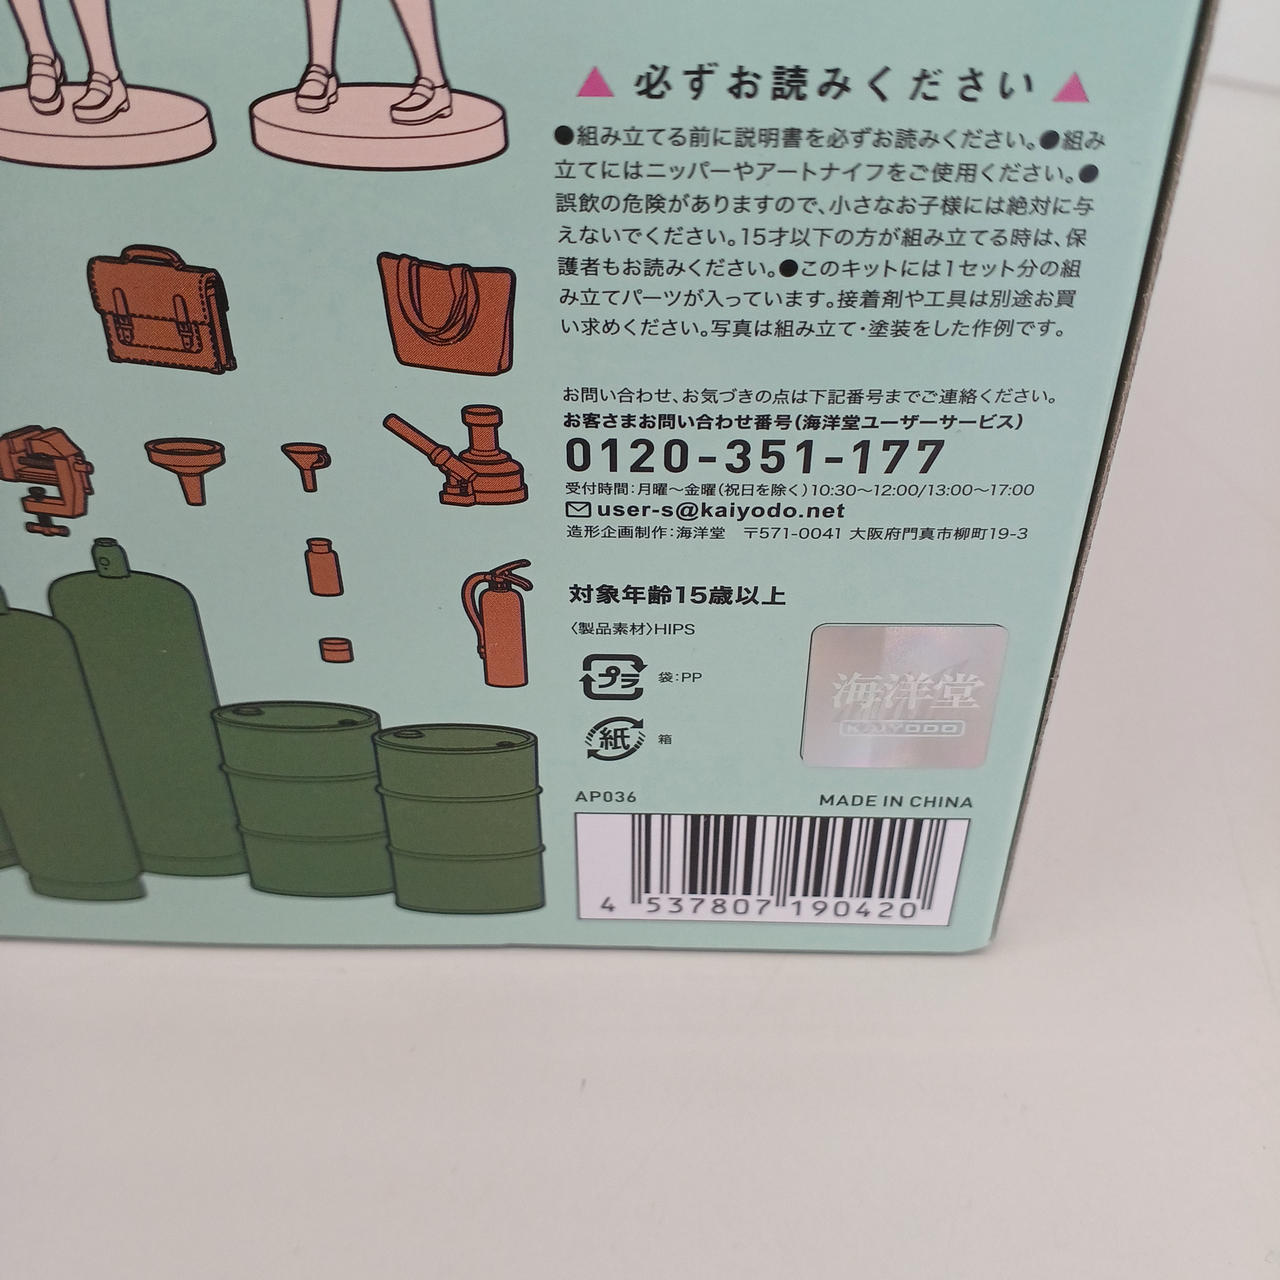 ▲必ずお読みください▲
●組み立てる前に説明書を必ずお読みください。●組み
立てにはニッパーやアートナイフをご使用ください。●
誤飲の危険がありますので、小さなお子様には絶対に与
えないでください。15才以下の方が組み立てる時は、保
護者もお読みください。●このキットには1セット分の組
み立てパーツが入っています。接着剤や工具は別途お買
い求めください。写真は組み立て・塗装をした作例です。
お問い合わせ、お気づきの点は下記番号までご連絡ください。
お客さまお問い合わせ番号(海洋堂ユーザーサービス)
0120-351-177
受付時間：月曜〜金曜(祝日を除く)10:30〜12:00/13:00〜17:00
user-s@kaiyodo.net
造形企画制作：海洋堂 〒571-0041 大阪府門真市柳町19-3
対象年齢15歳以上
〈製品素材〉HIPS
プラ 袋：PP
紙 箱
海洋堂
KAIYODO
AP036 MADE IN CHINA
4 537807 190420